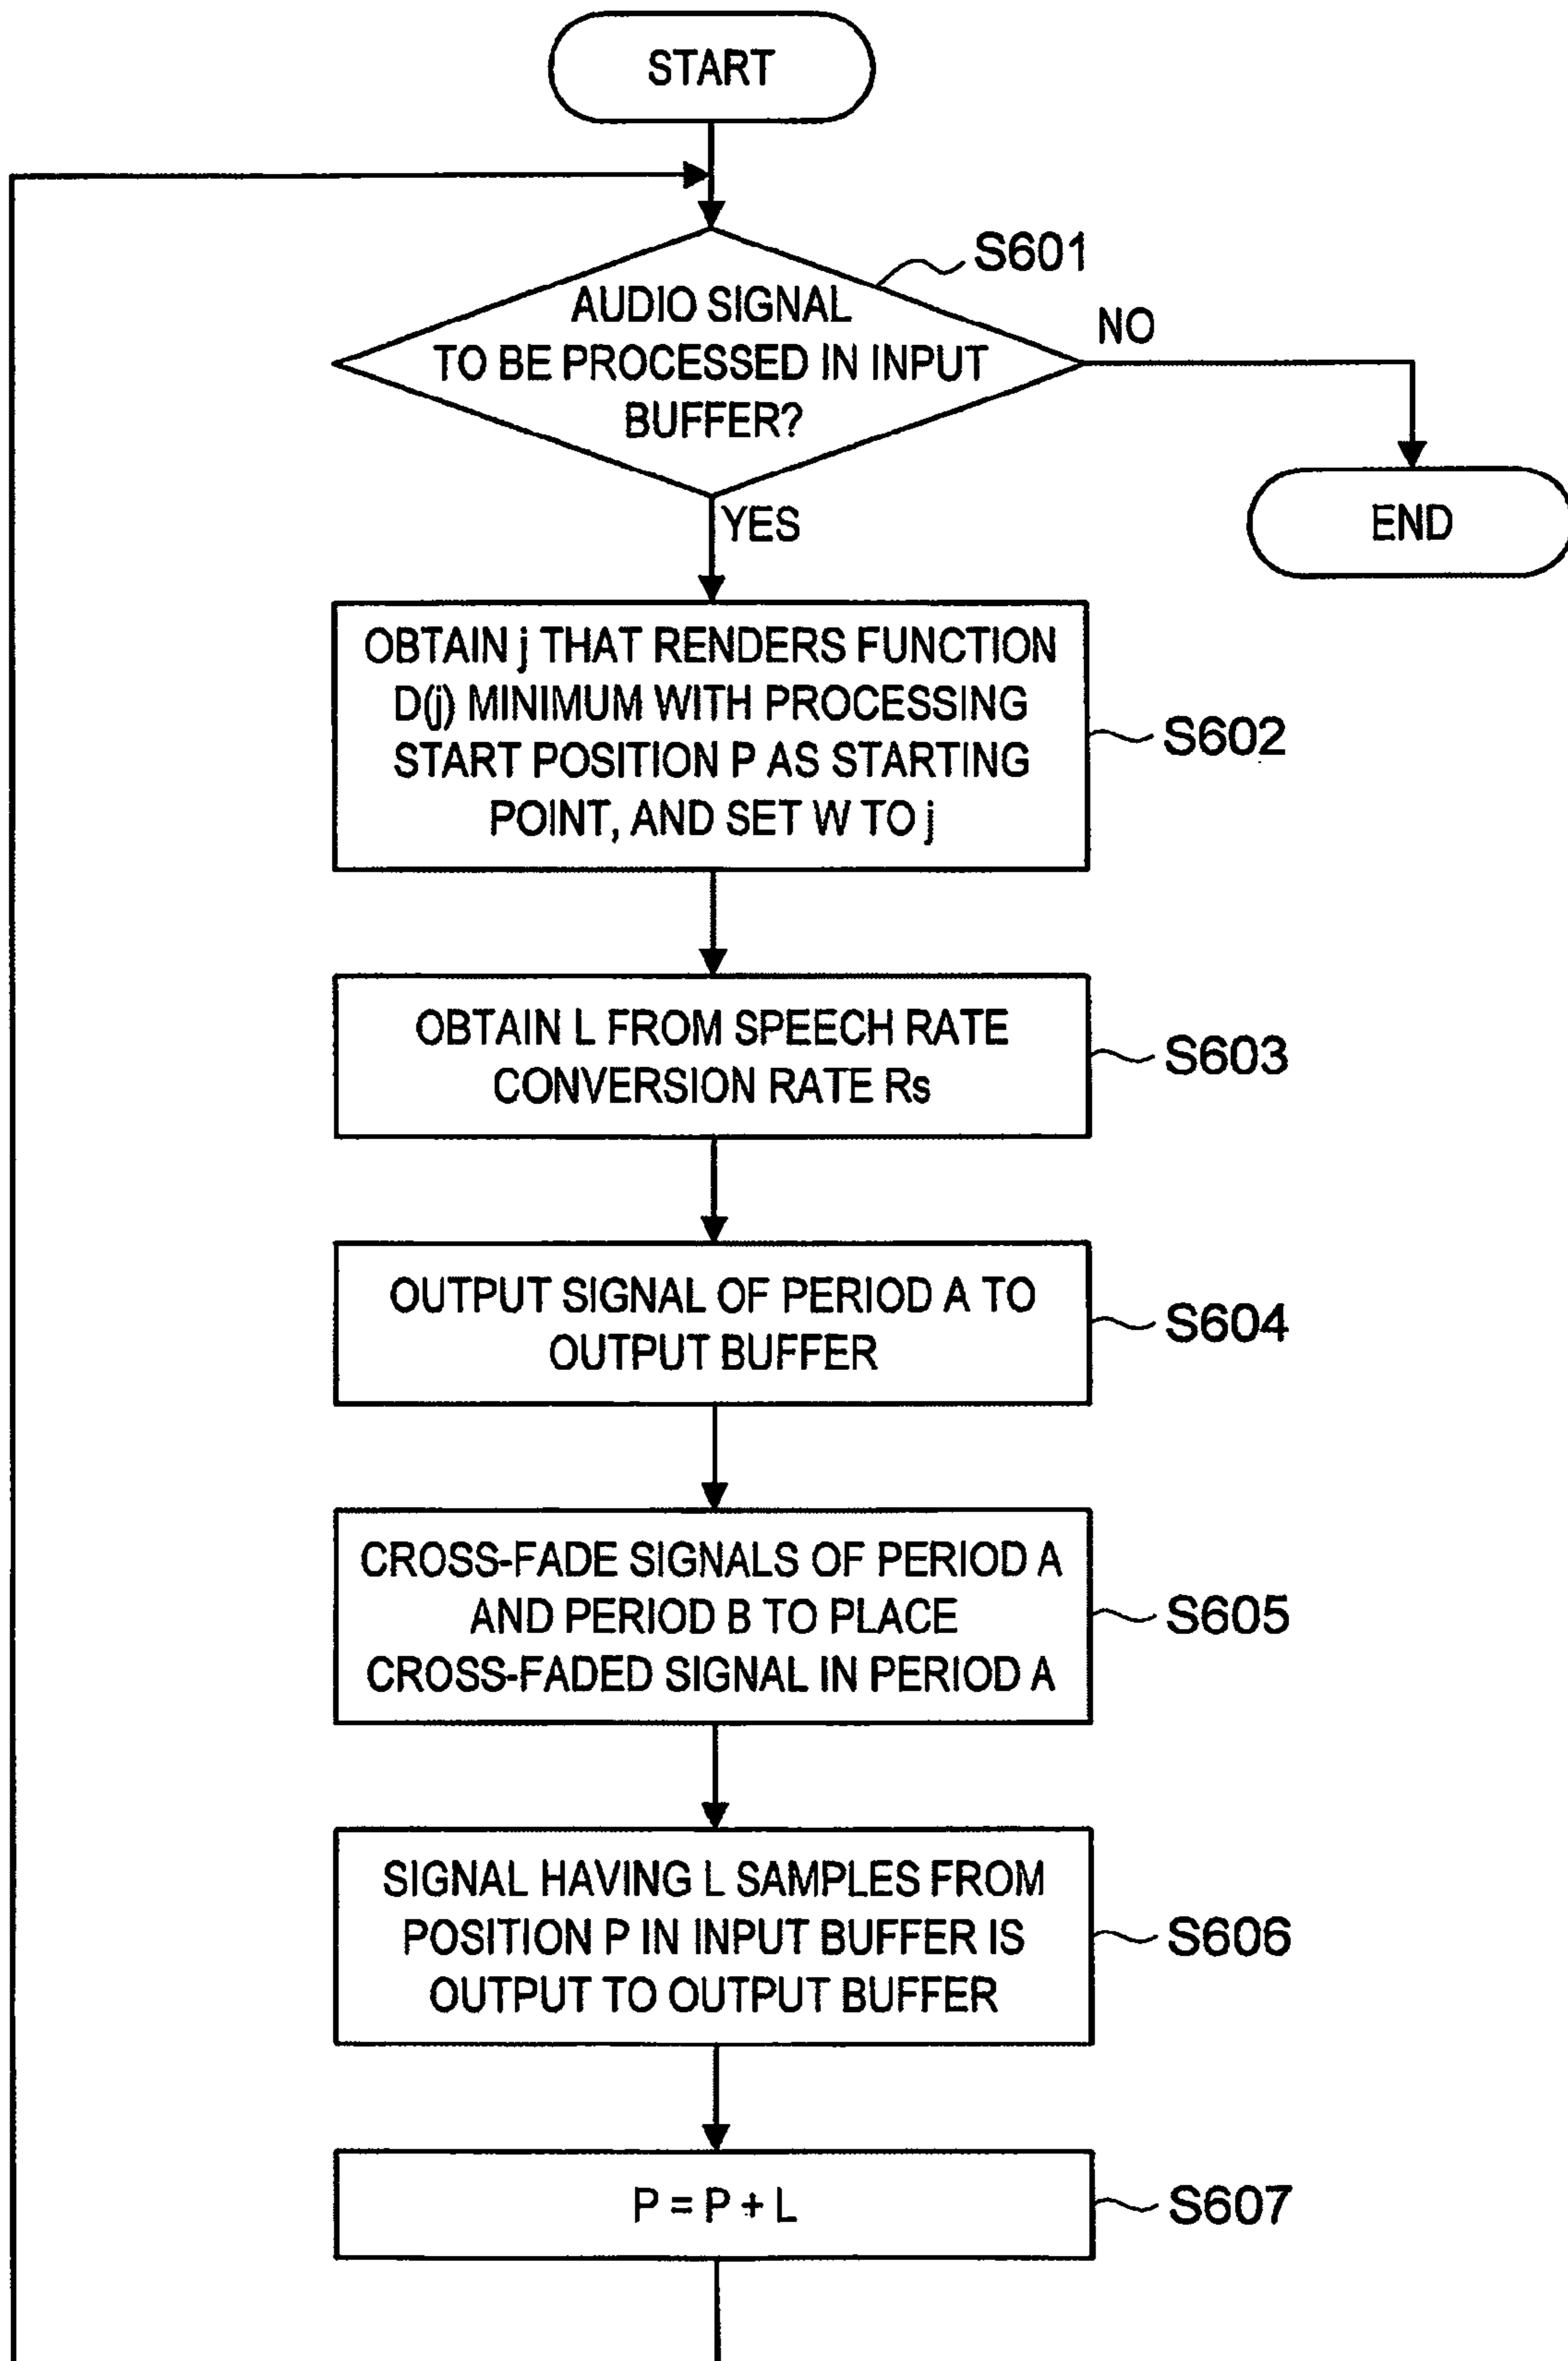 START
S601
AUDIO SIGNAL
TO BE PROCESSED IN INPUT
BUFFER?
NO
END
YES
OBTAIN j THAT RENDERS FUNCTION
D(j) MINIMUM WITH PROCESSING
START POSITION P AS STARTING
POINT, AND SET W TO j
S602
OBTAIN L FROM SPEECH RATE
CONVERSION RATE Rs
S603
OUTPUT SIGNAL OF PERIOD A TO
OUTPUT BUFFER
S604
CROSS-FADE SIGNALS OF PERIOD A
AND PERIOD B TO PLACE
CROSS-FADED SIGNAL IN PERIOD A
S605
SIGNAL HAVING L SAMPLES FROM
POSITION P IN INPUT BUFFER IS
OUTPUT TO OUTPUT BUFFER
S606
P = P + L
S607